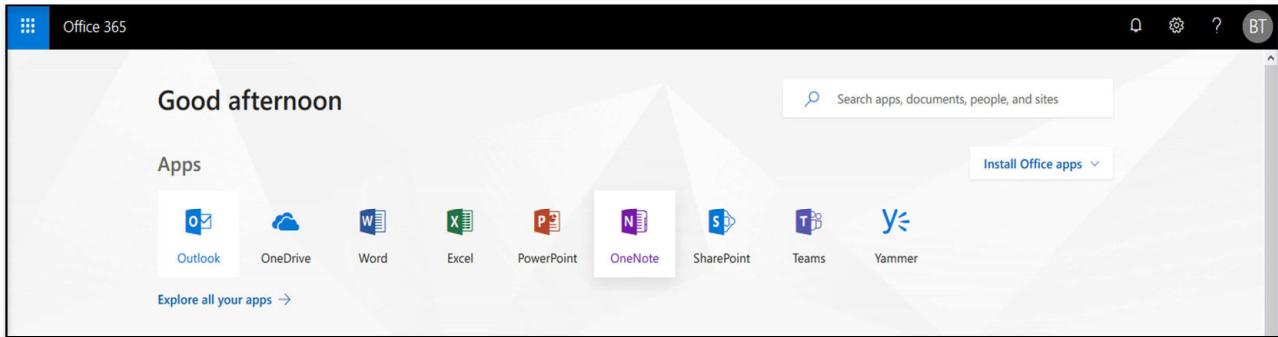 Office 365
?
BT
Good afternoon
Search apps, documents, people, and sites
Apps
Install Office apps
O
W
X
P
N
S
T
Outlook
OneDrive
Word
Excel
PowerPoint
OneNote
SharePoint
Teams
Yammer
Explore all your apps →